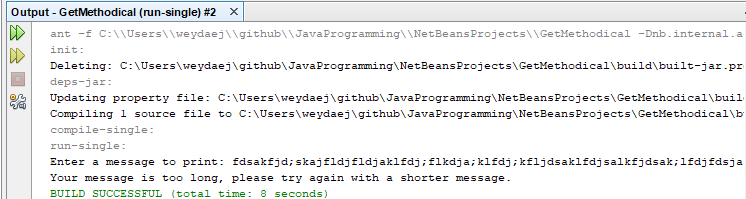 Output - GetMethodical (run-single) #2
ant -f C:\\Users\\weydaej\\github\\JavaProgramming\\NetBeansProjects\\GetMethodical -Dnb.internal.a
init:
Deleting: C:\Users\weydaej\github\JavaProgramming\NetBeansProjects\GetMethodical\build\built-jar.pr
deps-jar:
Updating property file: C:\Users\weydaej\github\JavaProgramming\NetBeansProjects\GetMethodical\buil
Compiling 1 source file to C:\Users\weydaej\github\JavaProgramming\NetBeansProjects\GetMethodical\b
compile-single:
run-single:
Enter a message to print: fdsakfjd;skajfldjfldjaklfdj;flkdja;klfdj;kfljdsaklfdjsalkfjdsak;lfdjfdsja
Your message is too long, please try again with a shorter message.
BUILD SUCCESSFUL (total time: 8 seconds)